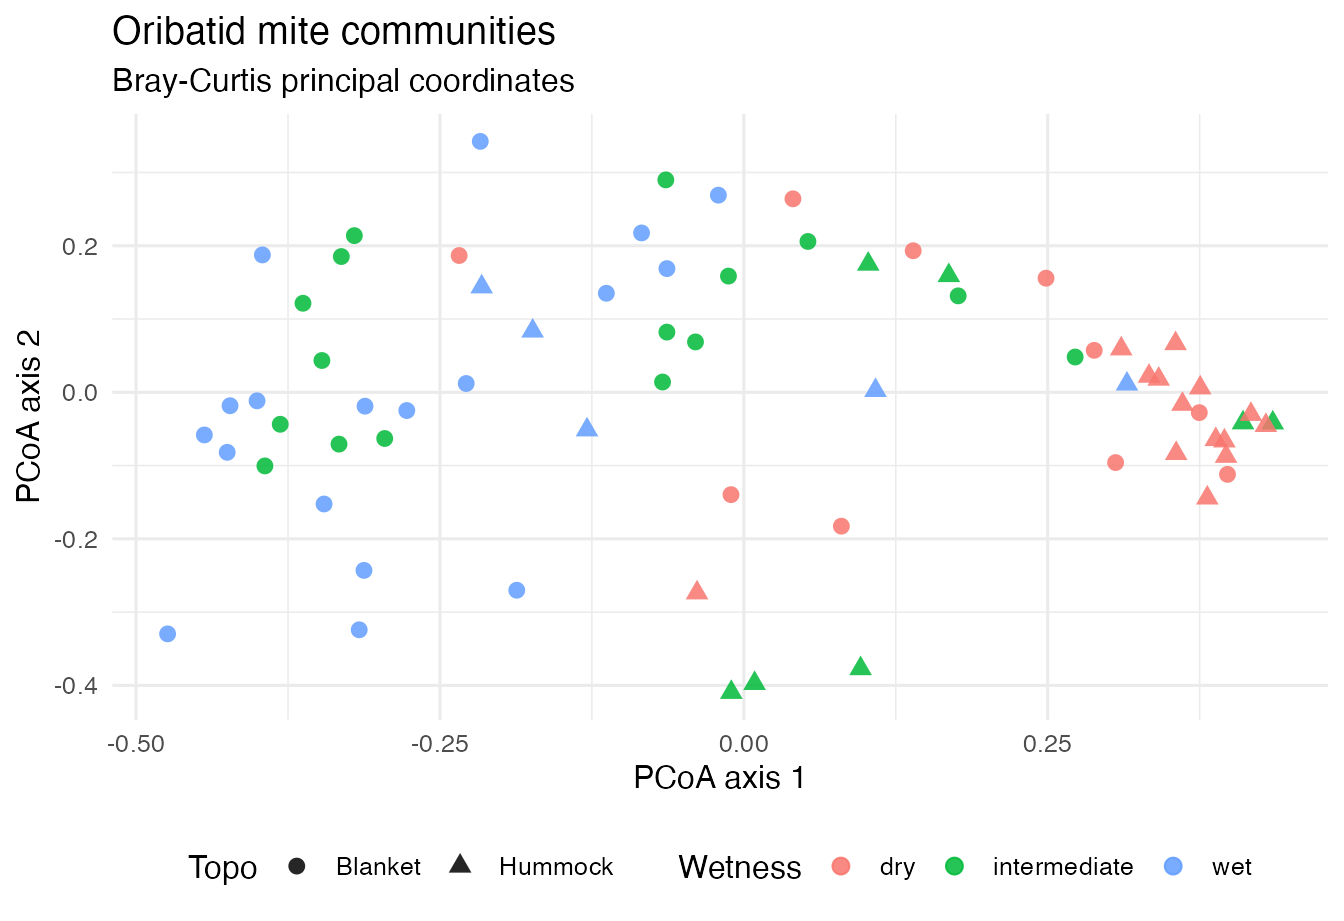 Oribatid mite communities
Bray-Curtis principal coordinates
PCoA axis 2
0.2
0.0
-0.2
-0.4
-0.50 -0.25 0.00 0.25
PCoA axis 1
Topo Blanket Hummock Wetness dry intermediate wet